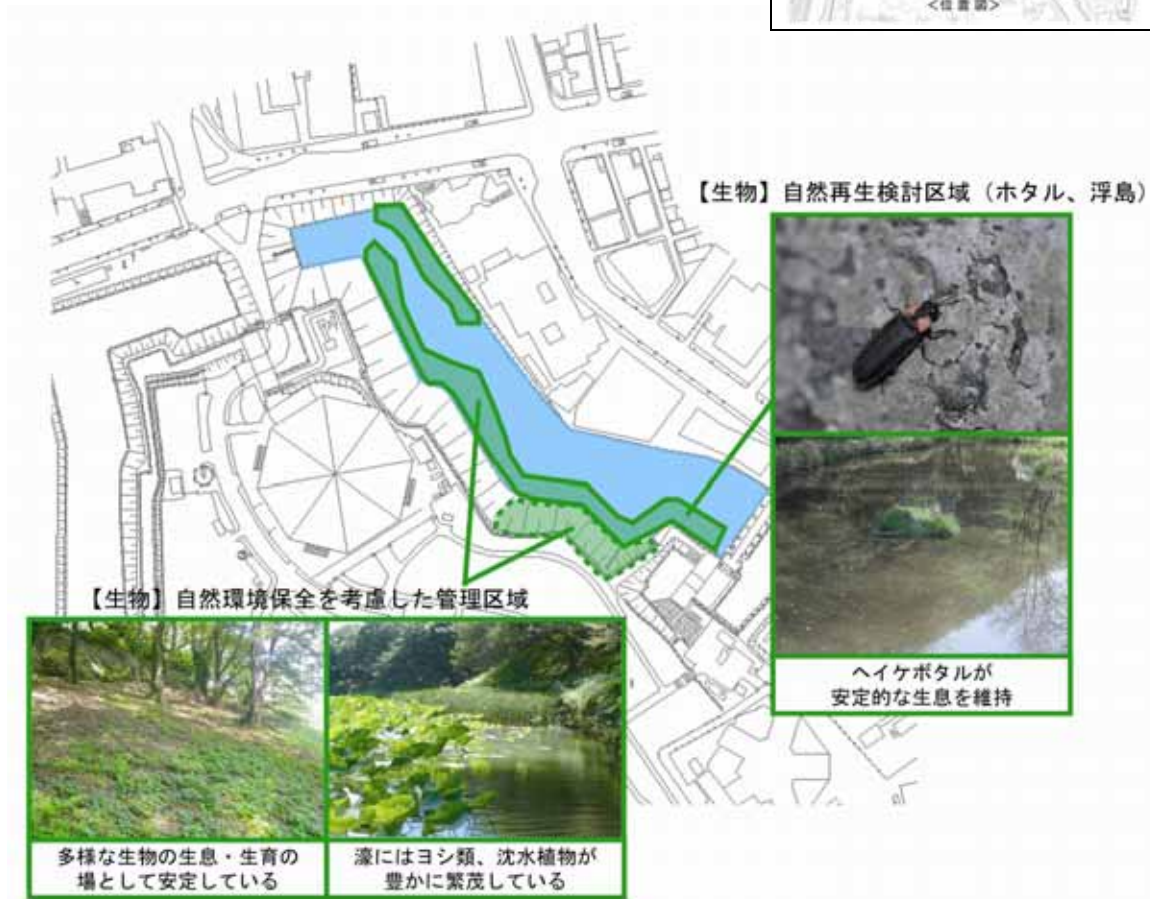 <位置図>
【生物】自然再生検討区域（ホタル、浮島）
ヘイケボタルが
安定的な生息を維持
【生物】自然環境保全を考慮した管理区域
多様な生物の生息・生育の
場として安定している
濠にはヨシ類、沈水植物が
豊かに繁茂している